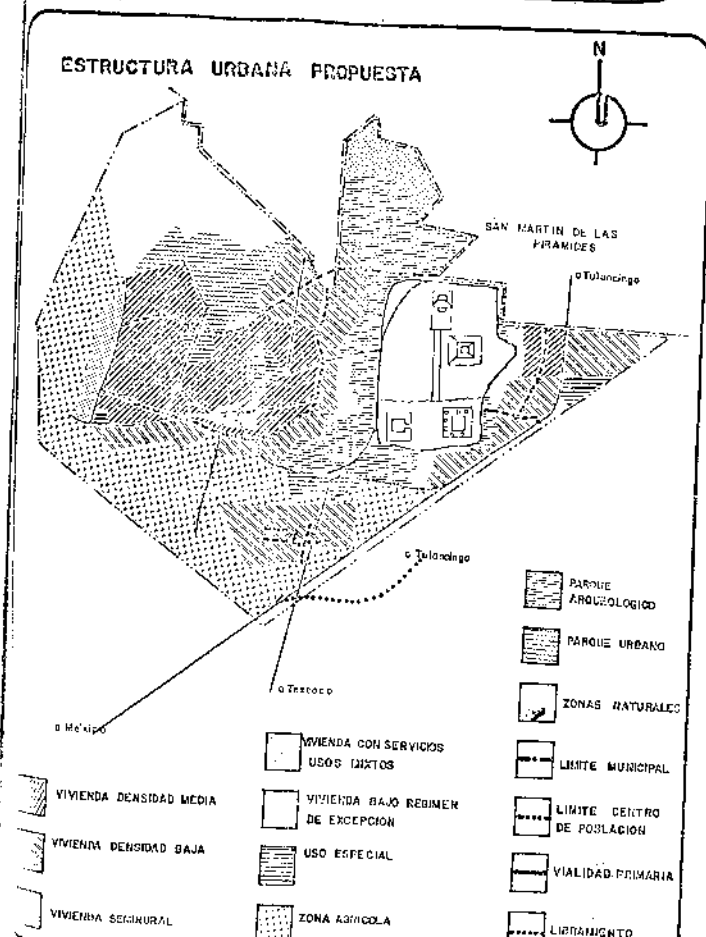 ESTRUCTURA URBANA PROPUESTA
N
SAN MARTIN DE LAS
PIRAMIDES
a Tulancingo
a Tulancingo
a Texcoco
a México
PARQUE
ARQUEOLOGICO
PARQUE URBANO
ZONAS NATURALES
LIMITE MUNICIPAL
LIMITE CENTRO
DE POBLACION
VIALIDAD PRIMARIA
LIBRAMIENTO
VIVIENDA CON SERVICIOS
USOS MIXTOS
VIVIENDA BAJO REGIMEN
DE EXCEPCION
USO ESPECIAL
ZONA AGRICOLA
VIVIENDA DENSIDAD MEDIA
VIVIENDA DENSIDAD BAJA
VIVIENDA SEMIRURAL